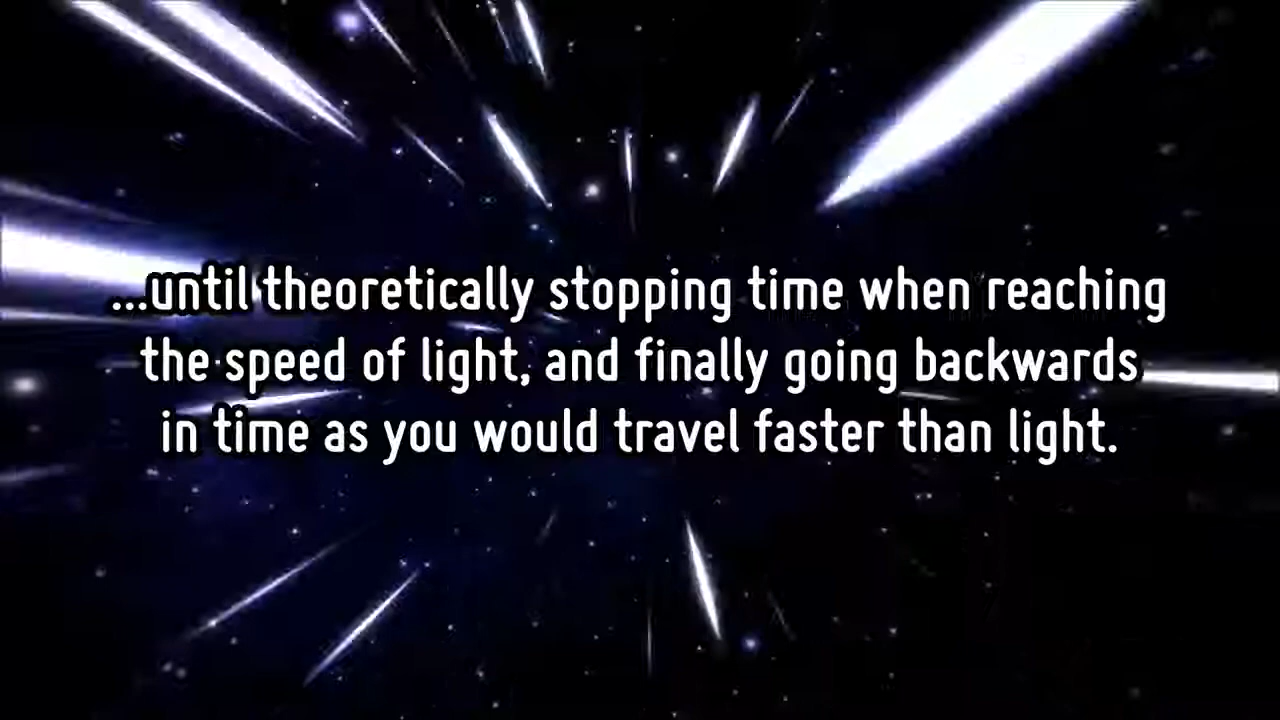 ...until theoretically stopping time when reaching
the speed of light, and finally going backwards
in time as you would travel faster than light.